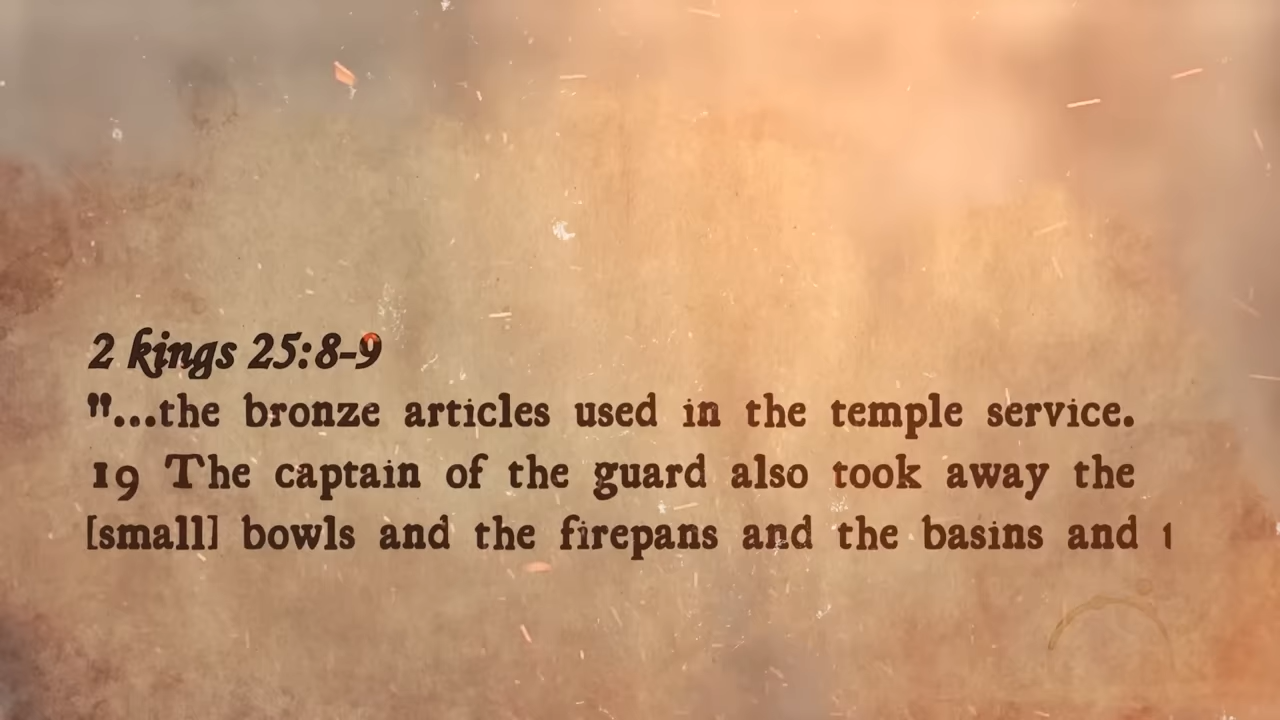 2 kings 25:8-9
"...the bronze articles used in the temple service.
19 The captain of the guard also took away the
[small] bowls and the firepans and the basins and